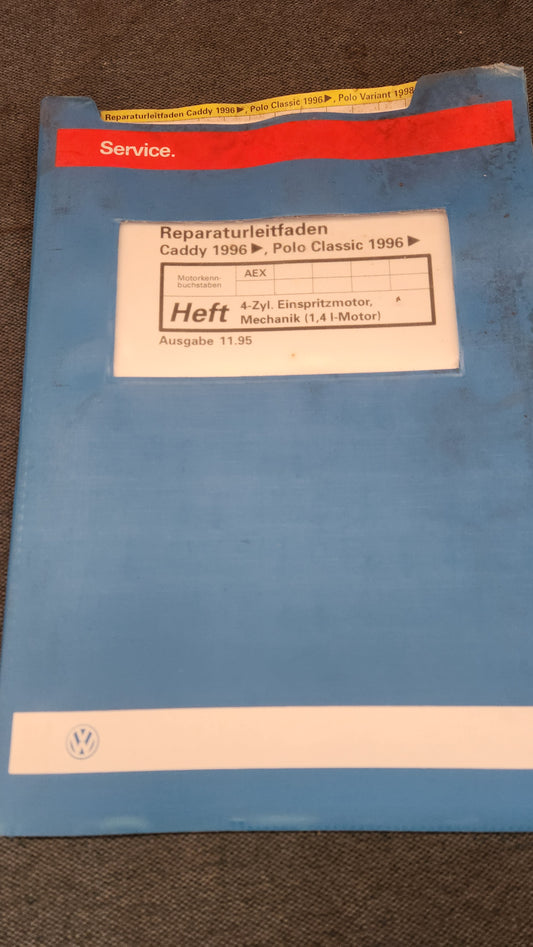 Reparaturleitfaden Caddy 1996 ▶, Polo Classic 1996 ▶, Polo Variant 1998
Service.
Reparaturleitfaden
Caddy 1996 ▶, Polo Classic 1996 ▶
Motorkenn-
buchstaben
AEX
Heft
4-Zyl. Einspritzmotor,
Mechanik (1,4 l-Motor)
Ausgabe 11.95
VW